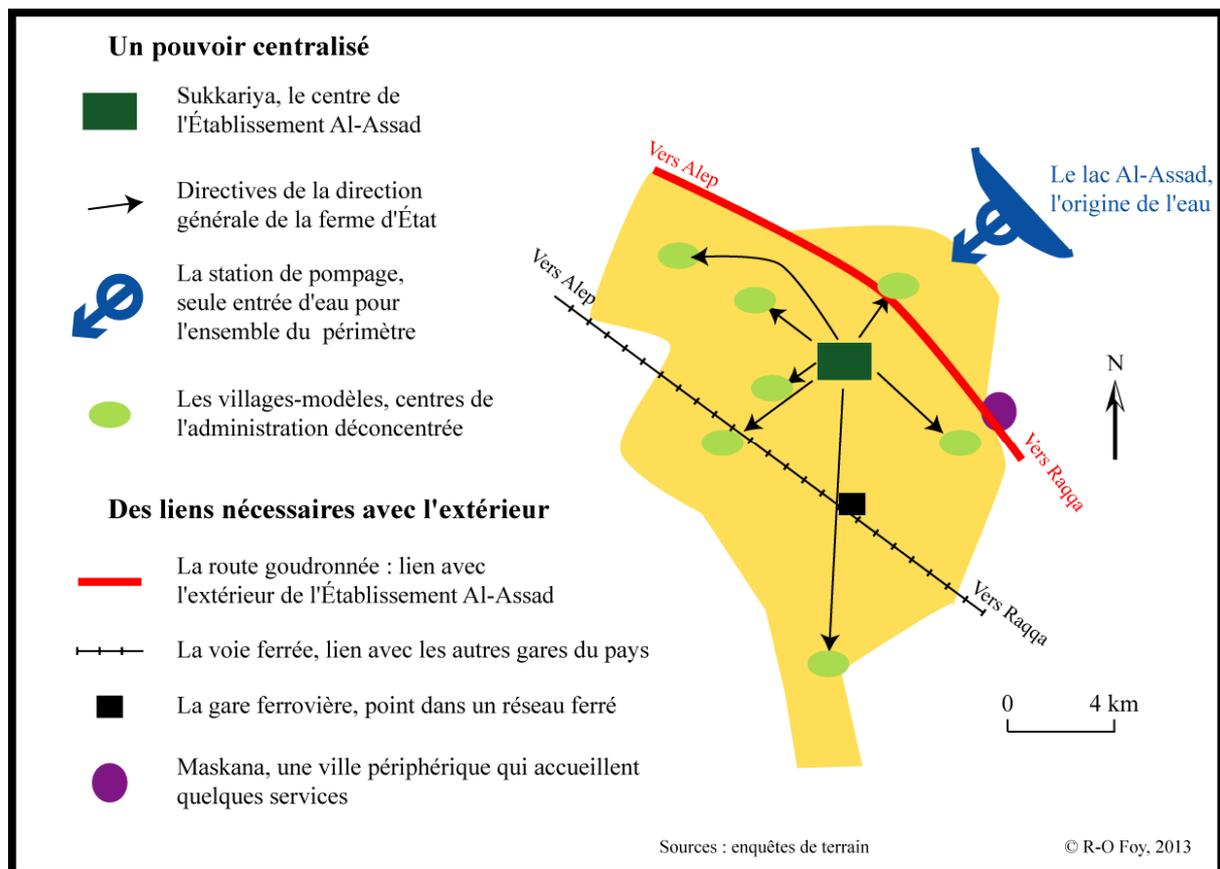 Un pouvoir centralisé
Sukkariya, le centre de
l'Établissement Al-Assad
Directives de la direction
générale de la ferme d'État
La station de pompage,
seule entrée d'eau pour
l'ensemble du périmètre
Les villages-modèles, centres de
l'administration déconcentrée
Des liens nécessaires avec l'extérieur
La route goudronnée : lien avec
l'extérieur de l'Établissement Al-Assad
La voie ferrée, lien avec les autres gares du pays
La gare ferrovière, point dans un réseau ferré
Maskana, une ville périphérique qui accueillent
quelques services
Vers Alep
Le lac Al-Assad,
l'origine de l'eau
Vers Alep
N
Vers Raqqa
Vers Raqqa
0 4 km
Sources : enquêtes de terrain
© R-O Foy, 2013